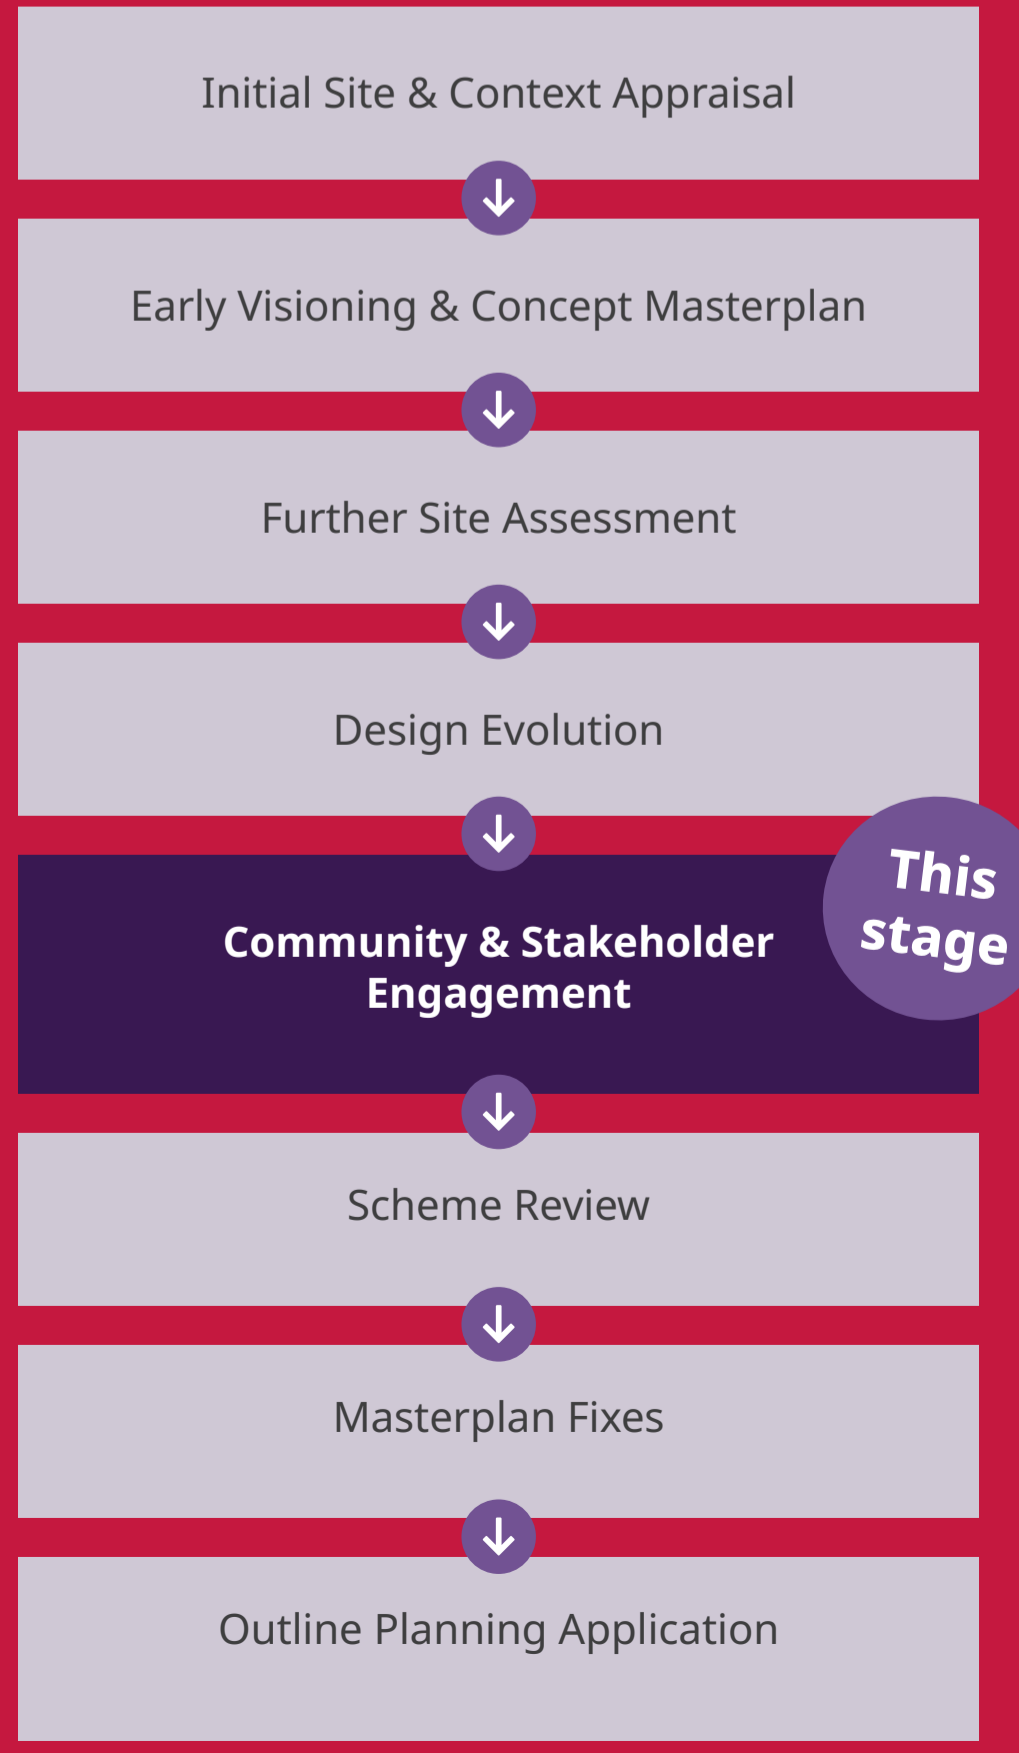 Initial Site & Context Appraisal
Early Visioning & Concept Masterplan
Further Site Assessment
Design Evolution
This
stage
Community & Stakeholder
Engagement
Scheme Review
Masterplan Fixes
Outline Planning Application